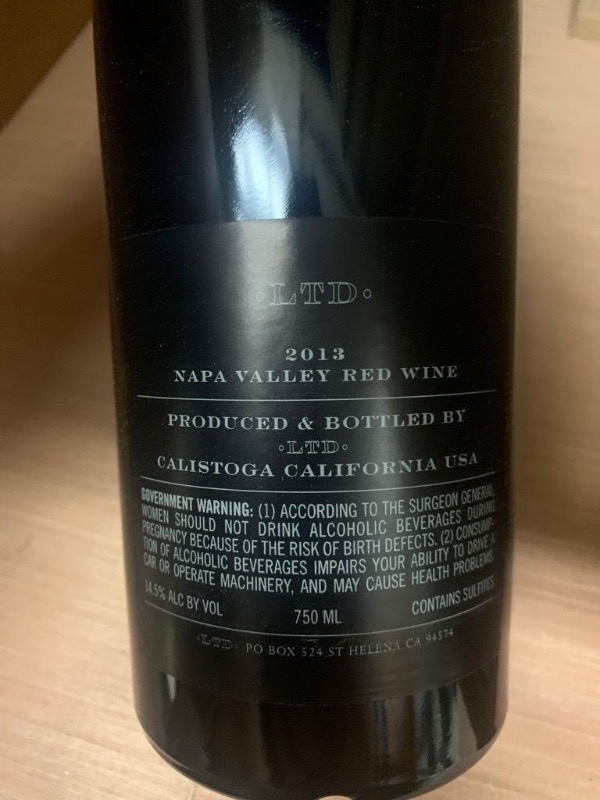 ·LTD·
2013
NAPA VALLEY RED WINE
PRODUCED & BOTTLED BY
·LTD·
CALISTOGA CALIFORNIA USA
GOVERNMENT WARNING: (1) ACCORDING TO THE SURGEON GENERAL,
WOMEN SHOULD NOT DRINK ALCOHOLIC BEVERAGES DURING
PREGNANCY BECAUSE OF THE RISK OF BIRTH DEFECTS. (2) CONSUMP-
TION OF ALCOHOLIC BEVERAGES IMPAIRS YOUR ABILITY TO DRIVE A
CAR OR OPERATE MACHINERY, AND MAY CAUSE HEALTH PROBLEMS.
14.5% ALC BY VOL 750 ML CONTAINS SULFITES
·LTD· PO BOX 524 ST HELENA CA 94574